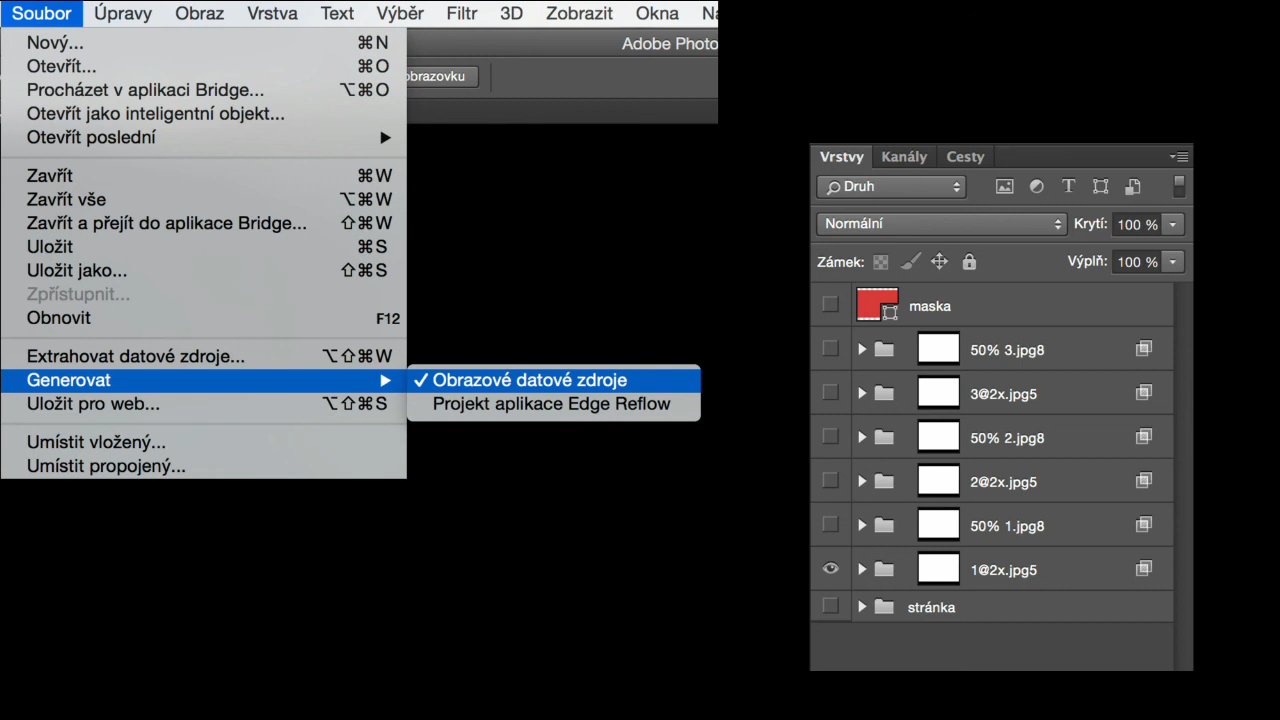 Soubor Úpravy Obraz Vrstva Text Výběr Filtr 3D Zobrazit Okna
Adobe Photo
obrazovku
Nový... ⌘N
Otevřít... ⌘O
Procházet v aplikaci Bridge... ⌥⌘O
Otevřít jako inteligentní objekt...
Otevřít poslední ▶
Zavřít ⌘W
Zavřít vše ⌥⌘W
Zavřít a přejít do aplikace Bridge... ⇧⌘W
Uložit ⌘S
Uložit jako... ⇧⌘S
Zpřístupnit...
Obnovit F12
Extrahovat datové zdroje... ⌥⇧⌘W
Generovat ▶
Uložit pro web... ⌥⇧⌘S
Umístit vložený...
Umístit propojený...
✓ Obrazové datové zdroje
Projekt aplikace Edge Reflow
Vrstvy Kanály Cesty
Druh
Normální Krytí: 100 %
Zámek: Výplň: 100 %
maska
50% 3.jpg8
3@2x.jpg5
50% 2.jpg8
2@2x.jpg5
50% 1.jpg8
1@2x.jpg5
stránka